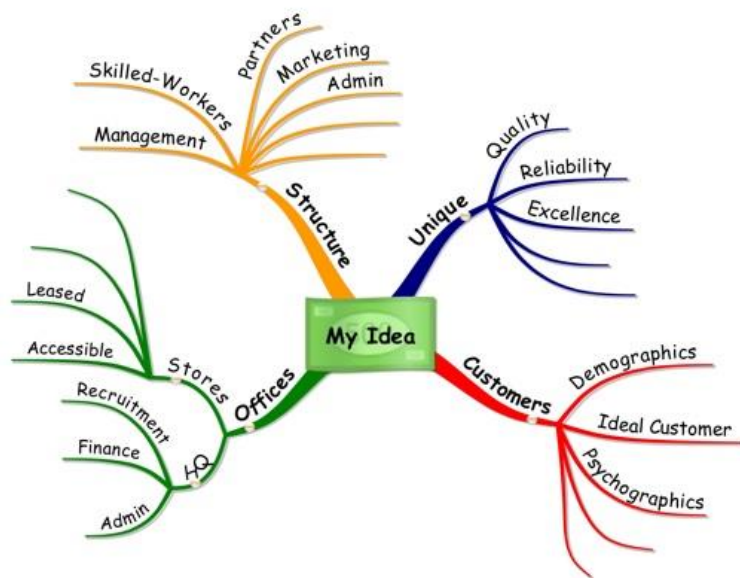 Partners
Marketing
Skilled-Workers
Admin
Management
Structure
Quality
Reliability
Excellence
Unique
My Idea
Leased
Accessible
Stores
Recruitment
Finance
Admin
HQ
Offices
Customers
Demographics
Ideal Customer
Psychographics